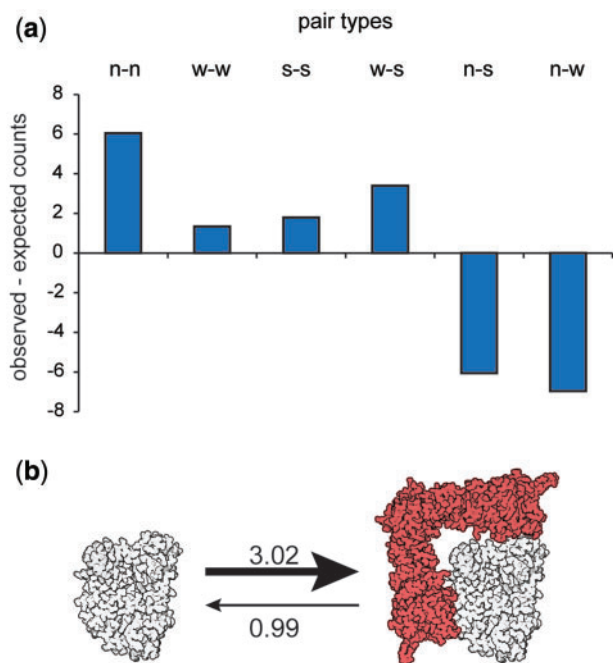 (a)
pair types
n-n w-w s-s w-s n-s n-w
observed - expected counts
8
6
4
2
0
-2
-4
-6
-8
(b)
3.02
0.99